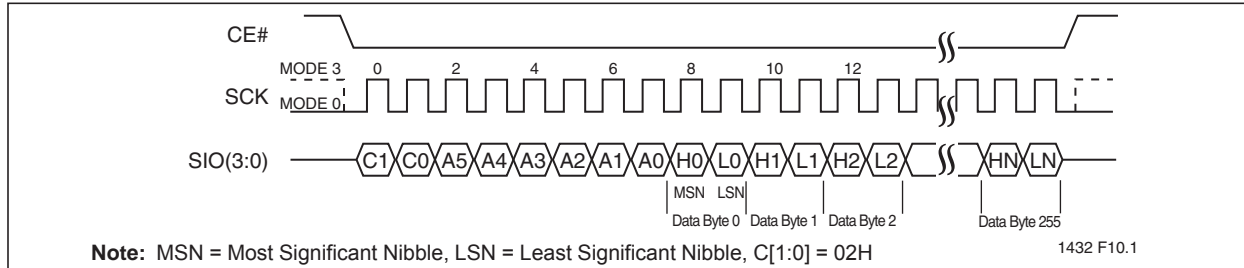 CE#
MODE 3 0 2 4 6 8 10 12
SCK
MODE 0
SIO(3:0) C1 C0 A5 A4 A3 A2 A1 A0 H0 L0 H1 L1 H2 L2 HN LN
MSN LSN
Data Byte 0 Data Byte 1 Data Byte 2 Data Byte 255
Note: MSN = Most Significant Nibble, LSN = Least Significant Nibble, C[1:0] = 02H 1432 F10.1